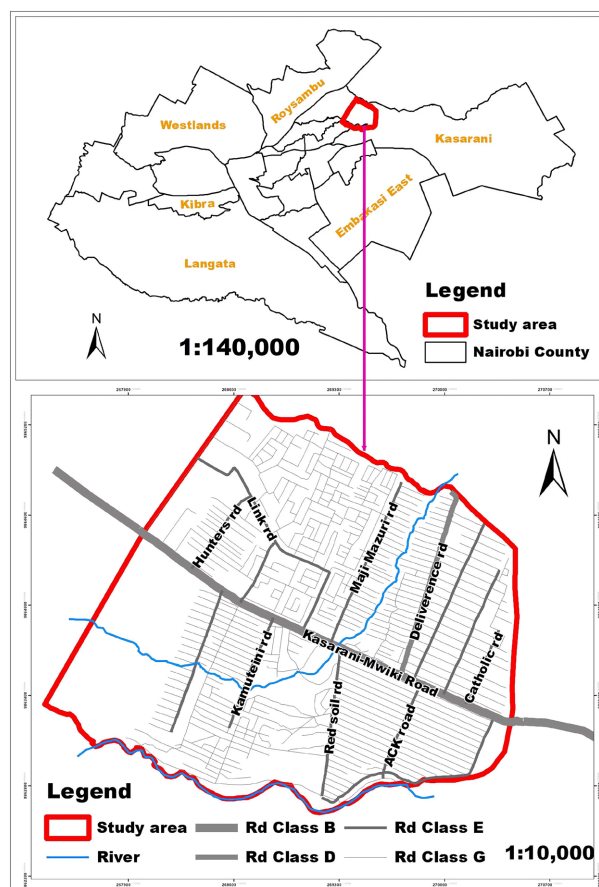 Roysambu
Westlands
Kasarani
Kibra
Embakasi East
Langata
Legend
Study area
Nairobi County
N
1:140,000
N
Hunters rd
Link rd
Maji Mazuri rd
Deliverence rd
Kasarani-Mwiki Road
Catholic rd
Kamuteini rd
Red soil rd
ACK road
Legend
Study area
Rd Class B
Rd Class E
River
Rd Class D
Rd Class G
1:10,000